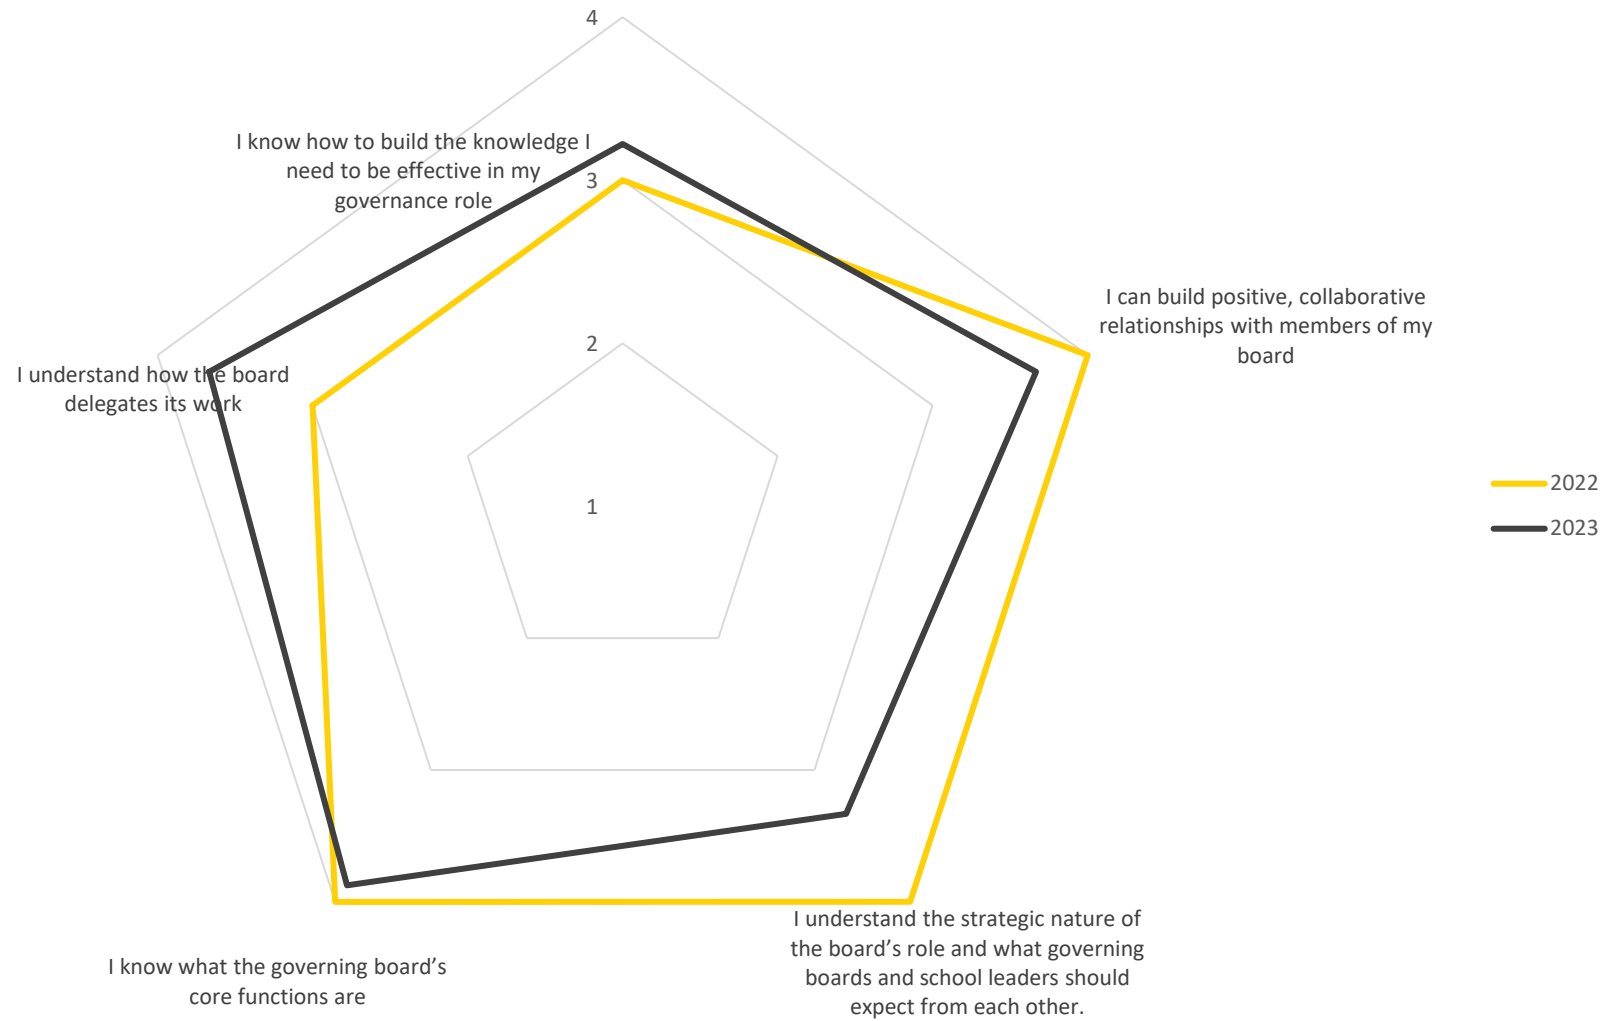 4
I know how to build the knowledge I
need to be effective in my
governance role
3
I can build positive, collaborative
relationships with members of my
board
2
I understand how the board
delegates its work
1
2022
2023
I understand the strategic nature of
the board’s role and what governing
boards and school leaders should
expect from each other.
I know what the governing board’s
core functions are